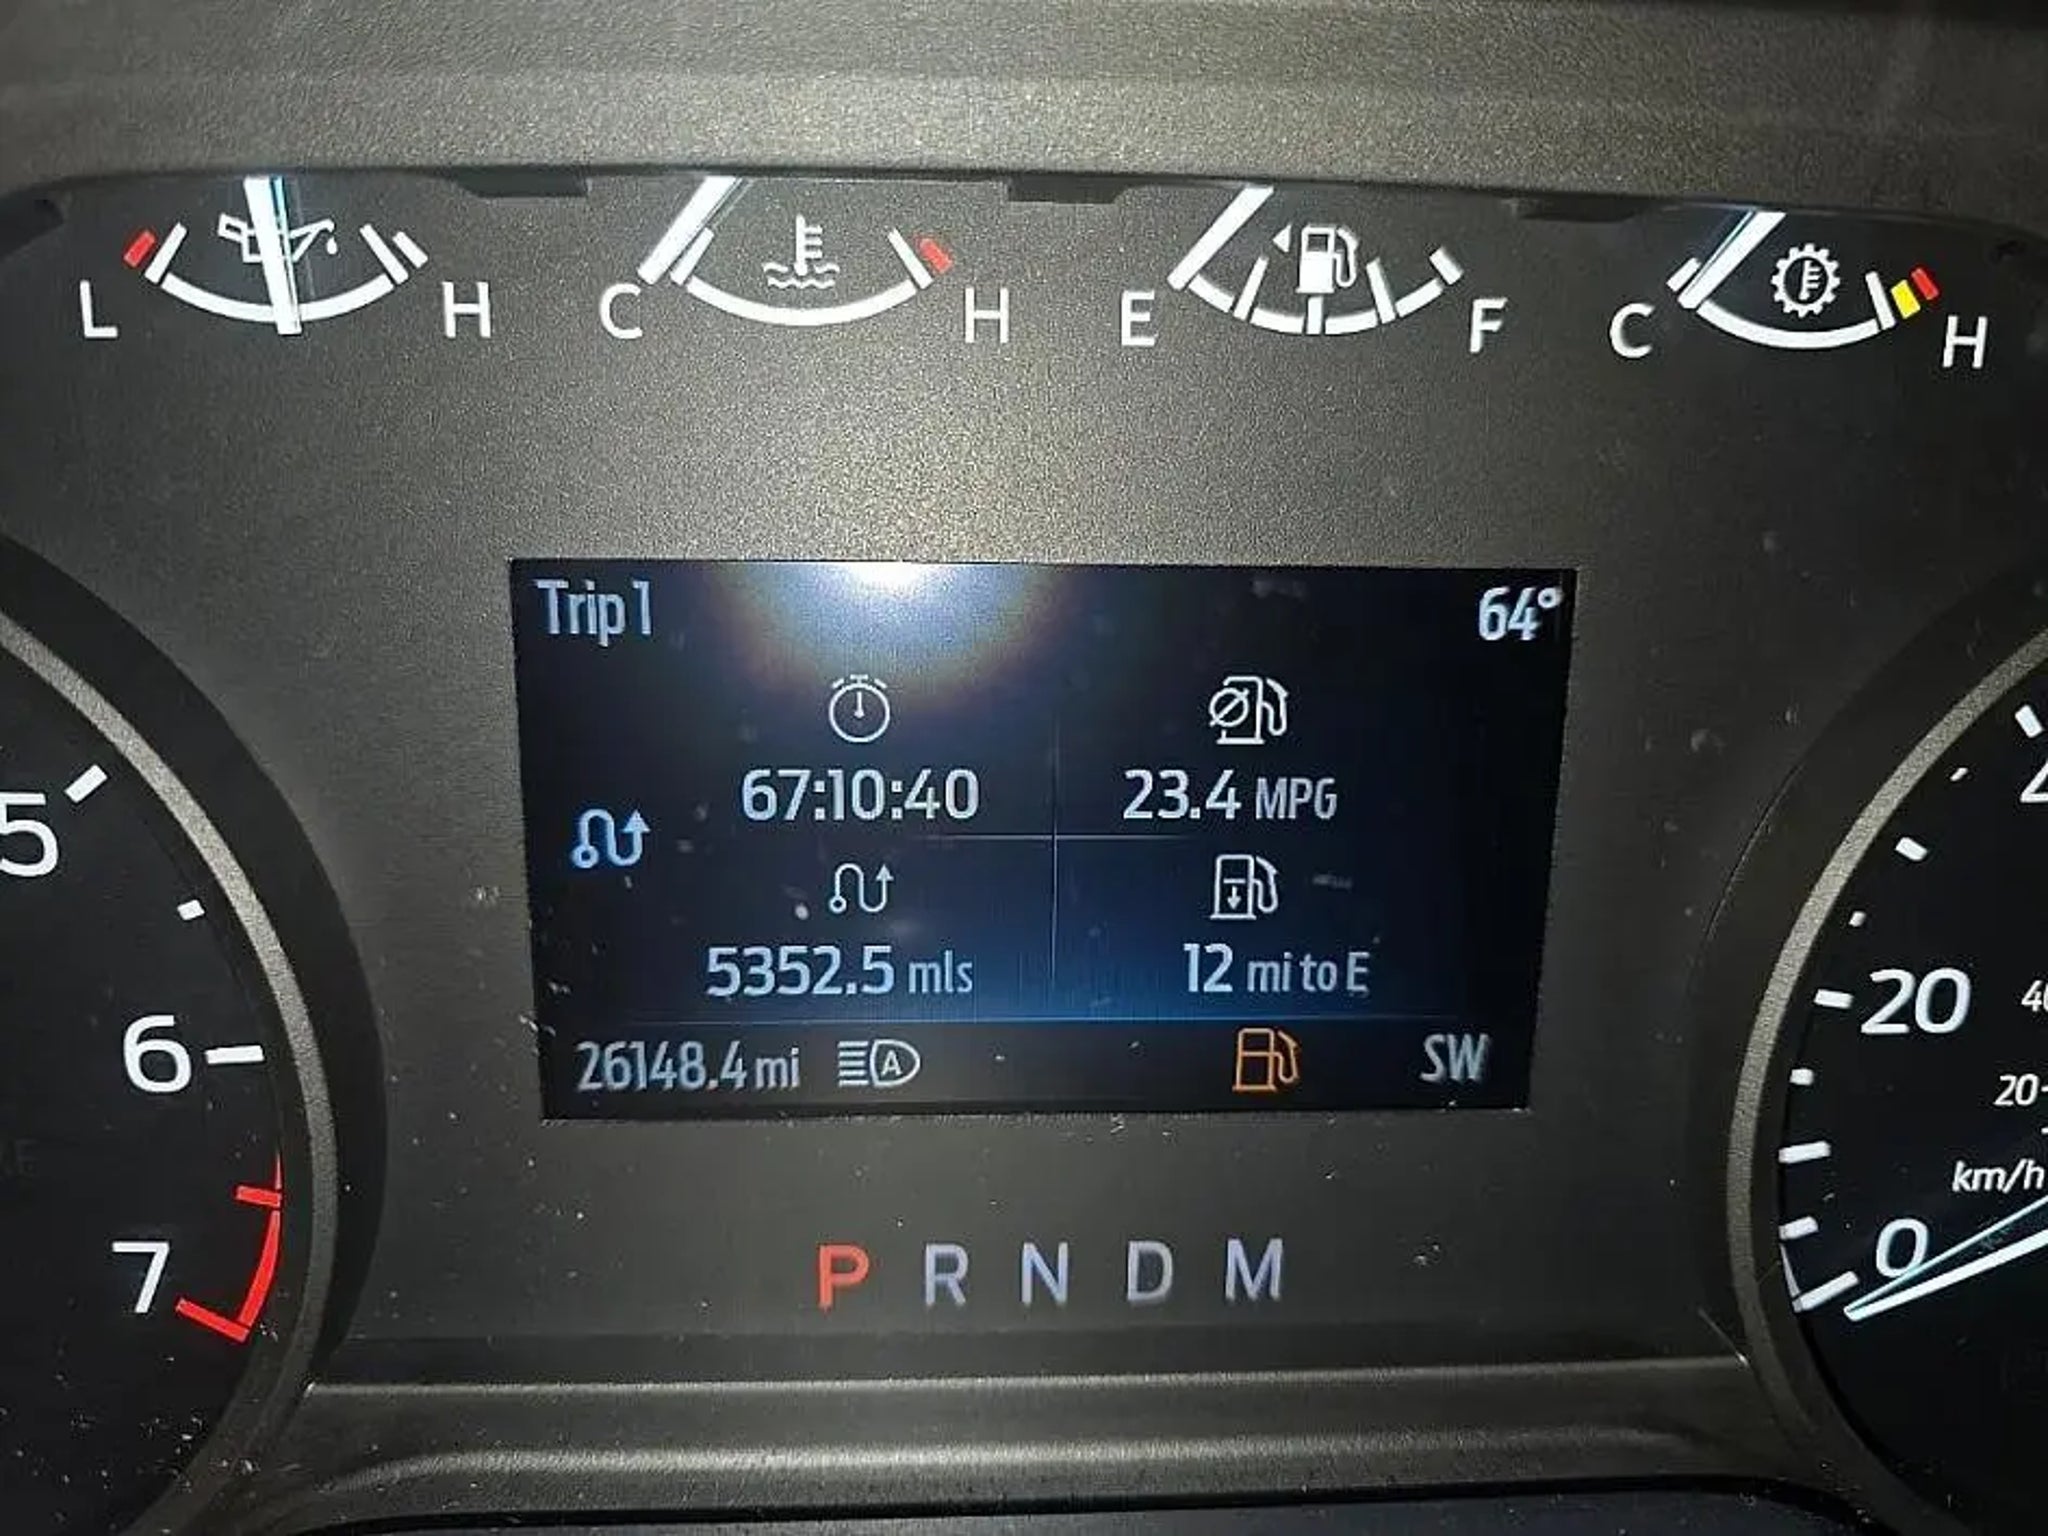 L H C H E F C H
Trip 1 64°
67:10:40 23.4 MPG
5352.5 mls 12 mi to E
26148.4 mi A SW
P R N D M
5
6
7
20
20
km/h
0